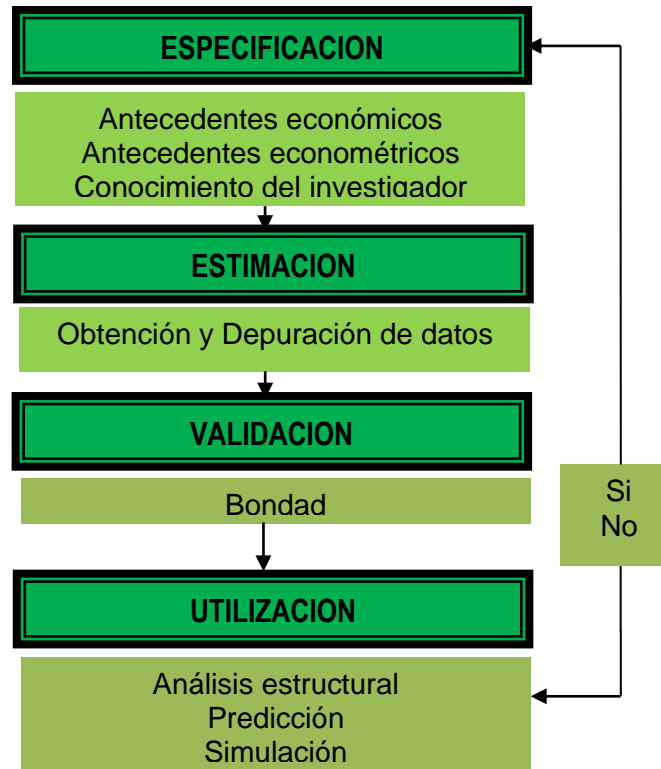 ESPECIFICACION
Antecedentes económicos
Antecedentes econométricos
Conocimiento del investigador
ESTIMACION
Obtención y Depuración de datos
VALIDACION
Bondad
Si
No
UTILIZACION
Análisis estructural
Predicción
Simulación